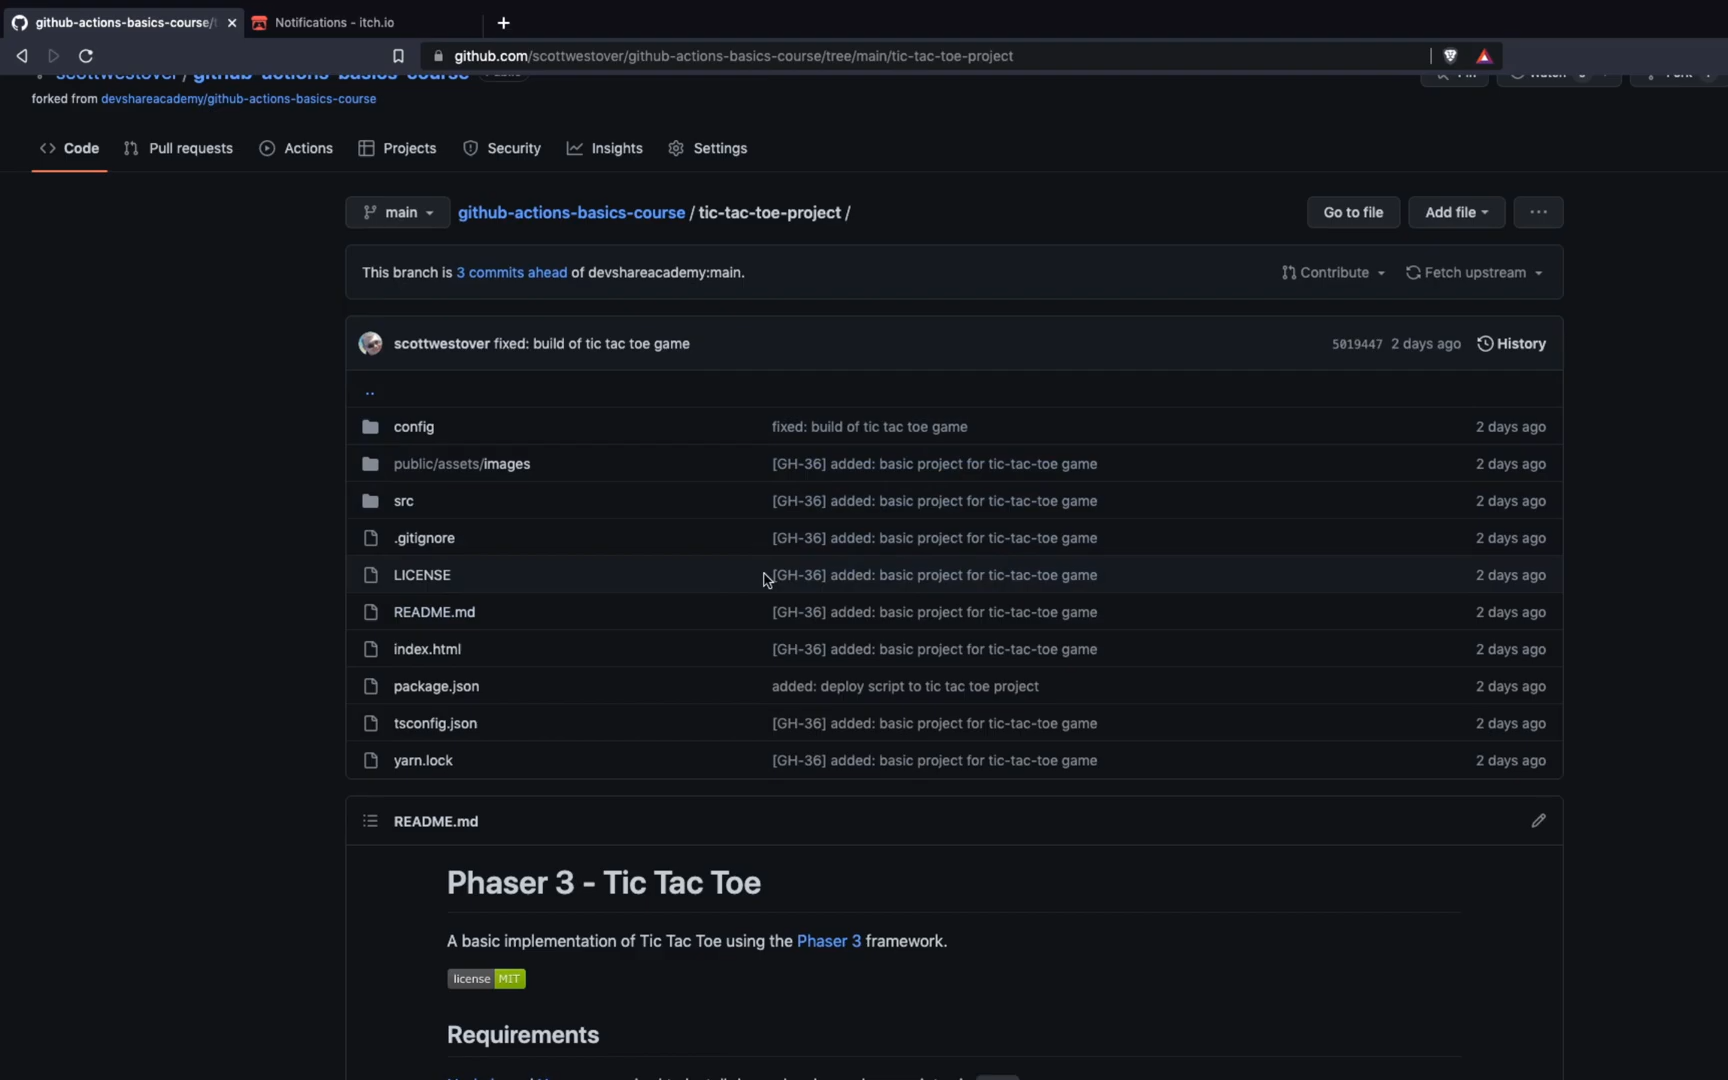 github-actions-basics-course/t
Notifications - itch.io
github.com/scottwestover/github-actions-basics-course/tree/main/tic-tac-toe-project
scottwestover / github-actions-basics-course
forked from devshareacademy/github-actions-basics-course
Code Pull requests Actions Projects Security Insights Settings
main github-actions-basics-course / tic-tac-toe-project / Go to file Add file ...
This branch is 3 commits ahead of devshareacademy:main. Contribute Fetch upstream
scottwestover fixed: build of tic tac toe game 5019447 2 days ago History
..
config fixed: build of tic tac toe game 2 days ago
public/assets/images [GH-36] added: basic project for tic-tac-toe game 2 days ago
src [GH-36] added: basic project for tic-tac-toe game 2 days ago
.gitignore [GH-36] added: basic project for tic-tac-toe game 2 days ago
LICENSE [GH-36] added: basic project for tic-tac-toe game 2 days ago
README.md [GH-36] added: basic project for tic-tac-toe game 2 days ago
index.html [GH-36] added: basic project for tic-tac-toe game 2 days ago
package.json added: deploy script to tic tac toe project 2 days ago
tsconfig.json [GH-36] added: basic project for tic-tac-toe game 2 days ago
yarn.lock [GH-36] added: basic project for tic-tac-toe game 2 days ago
README.md
Phaser 3 - Tic Tac Toe
A basic implementation of Tic Tac Toe using the Phaser 3 framework.
license MIT
Requirements